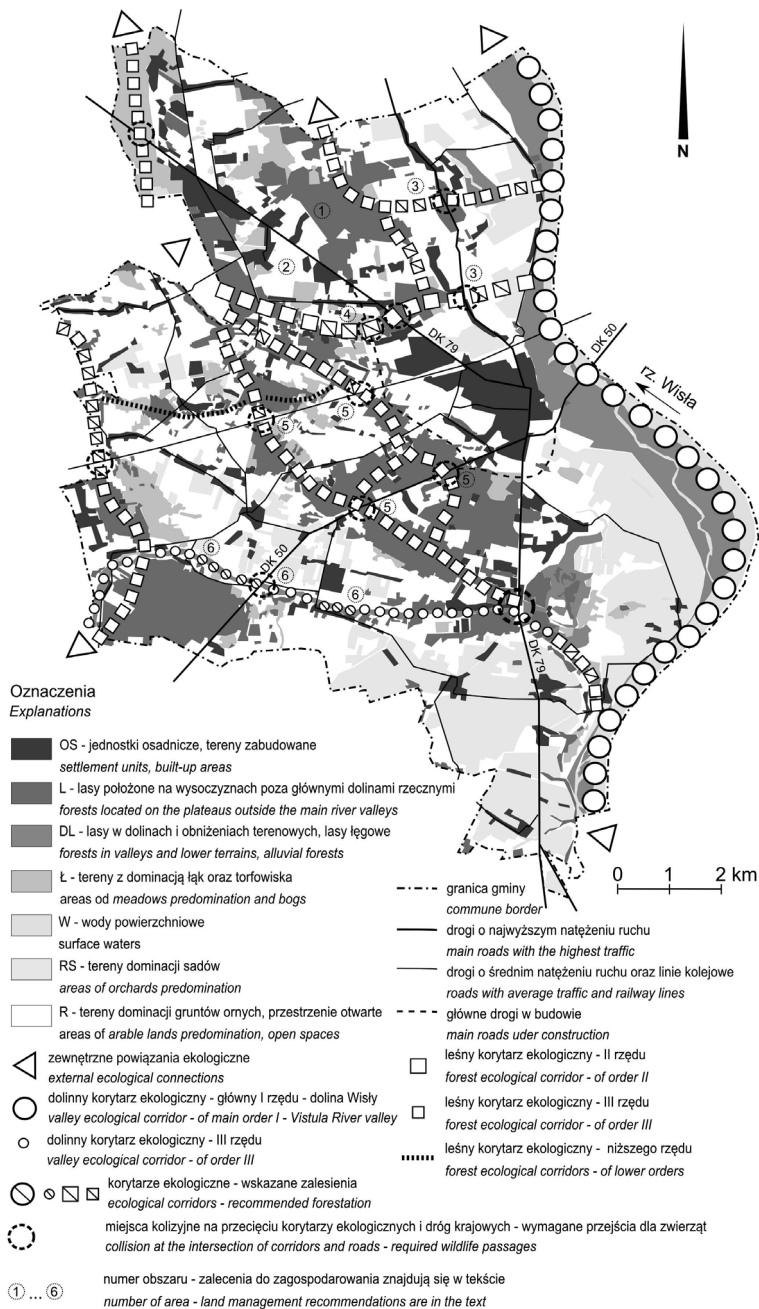 N
1
3
2
3
4
DK 79
DK 50
rz. Wisła
5
5
5
5
6
DK 50
6
6
DK 79
Oznaczenia
Explanations
OS - jednostki osadnicze, tereny zabudowane
settlement units, built-up areas
L - lasy położone na wysoczyznach poza głównymi dolinami rzecznymi
forests located on the plateaus outside the main river valleys
DL - lasy w dolinach i obniżeniach terenowych, lasy łęgowe
forests in valleys and lower terrains, alluvial forests
Ł - tereny z dominacją łąk oraz torfowiska
areas od meadows predomination and bogs
W - wody powierzchniowe
surface waters
RS - tereny dominacji sadów
areas of orchards predomination
R - tereny dominacji gruntów ornych, przestrzenie otwarte
areas of arable lands predomination, open spaces
0 1 2 km
granica gminy
commune border
drogi o najwyższym natężeniu ruchu
main roads with the highest traffic
drogi o średnim natężeniu ruchu oraz linie kolejowe
roads with average traffic and railway lines
główne drogi w budowie
main roads uder construction
zewnętrzne powiązania ekologiczne
external ecological connections
dolinny korytarz ekologiczny - główny I rzędu - dolina Wisły
valley ecological corridor - of main order I - Vistula River valley
dolinny korytarz ekologiczny - III rzędu
valley ecological corridor - of order III
leśny korytarz ekologiczny - II rzędu
forest ecological corridor - of order II
leśny korytarz ekologiczny - III rzędu
forest ecological corridor - of order III
leśny korytarz ekologiczny - niższego rzędu
forest ecological corridors - of lower orders
korytarze ekologiczne - wskazane zalesienia
ecological corridors - recommended forestation
miejsca kolizyjne na przecięciu korytarzy ekologicznych i dróg krajowych - wymagane przejścia dla zwierząt
collision at the intersection of corridors and roads - required wildlife passages
1 ... 6
numer obszaru - zalecenia do zagospodarowania znajdują się w tekście
number of area - land management recommendations are in the text